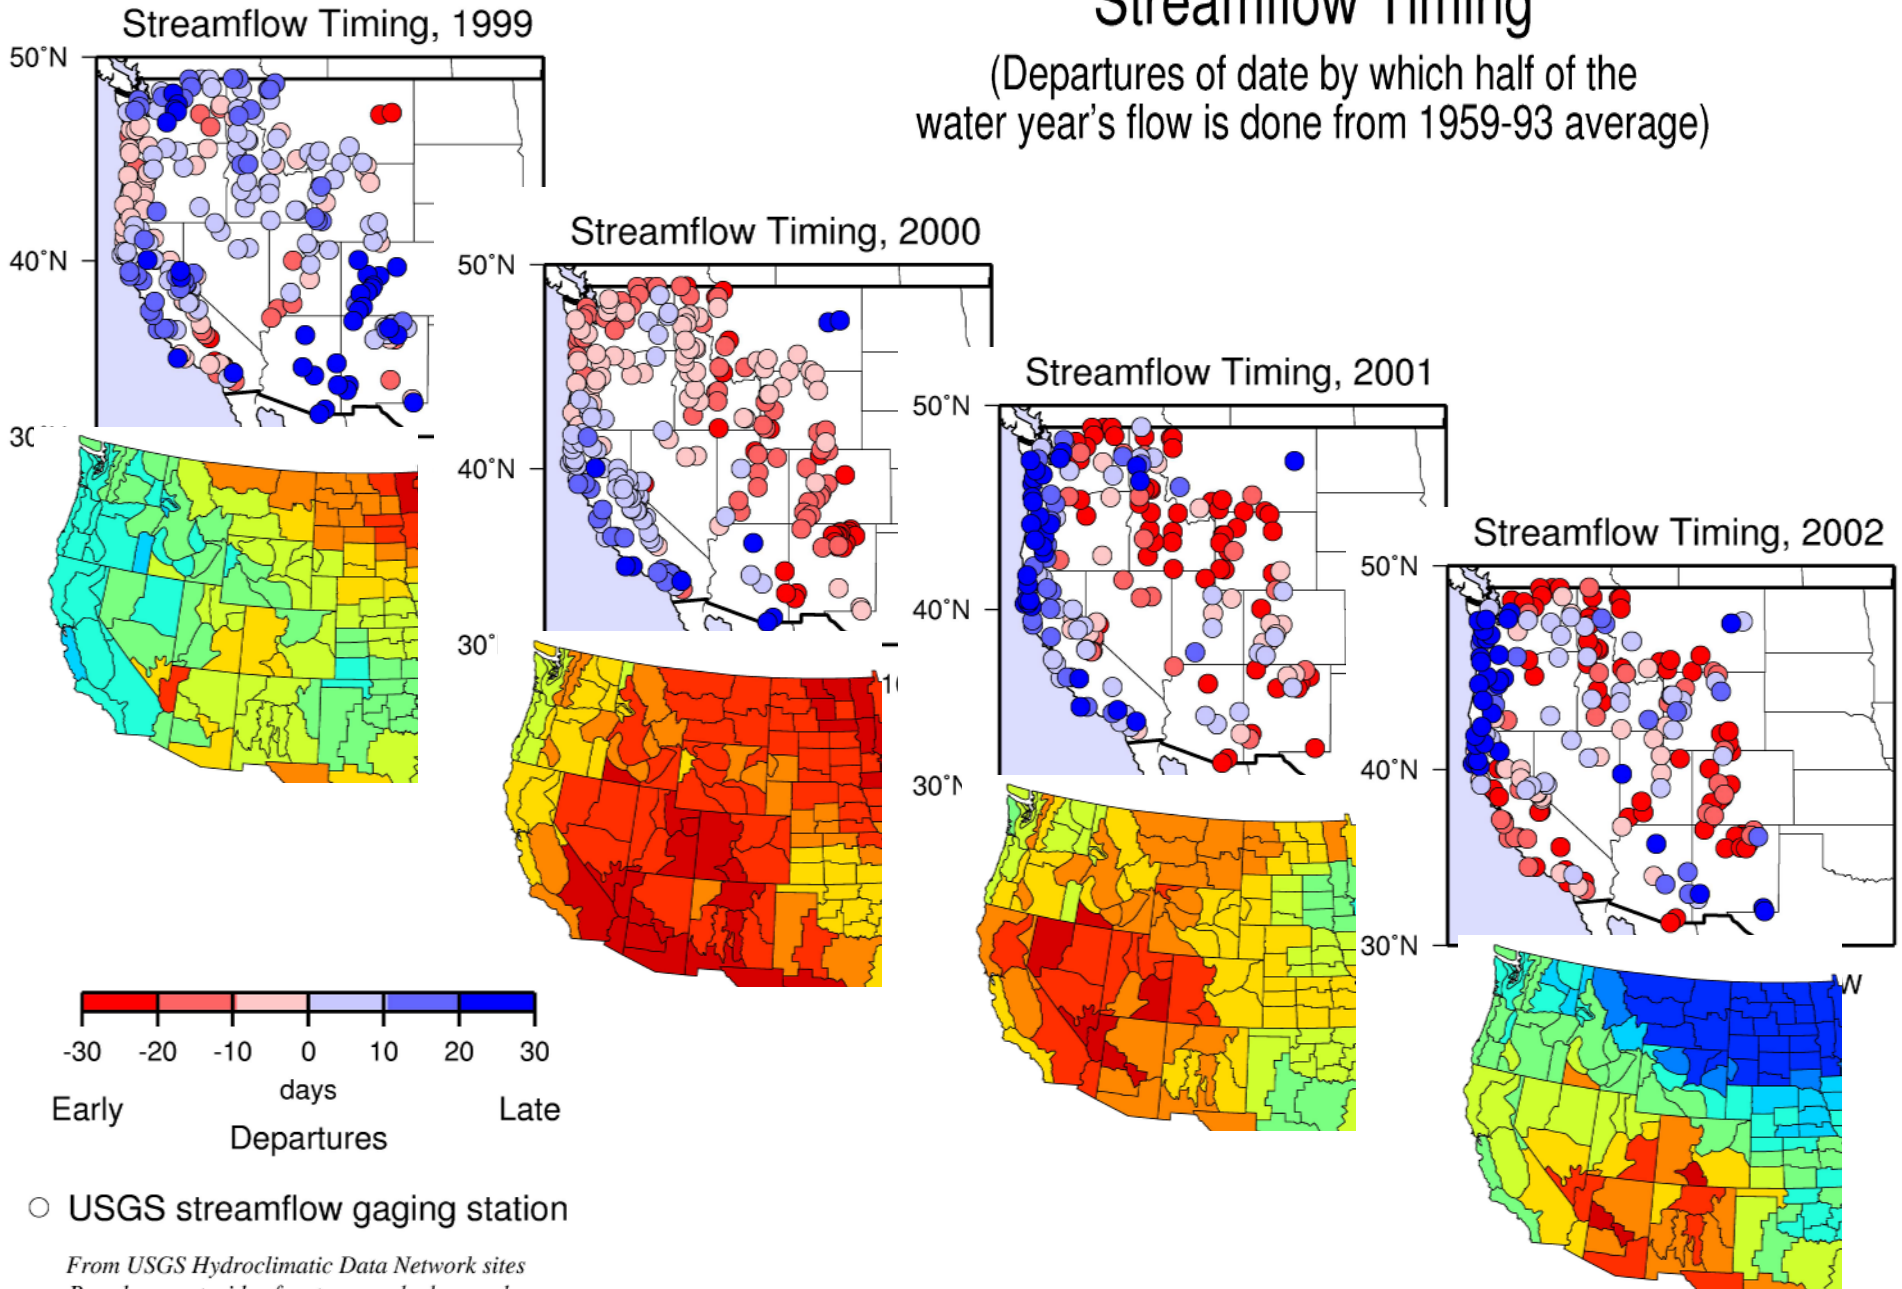 Streamflow Timing
(Departures of date by which half of the
water year's flow is done from 1959-93 average)
Streamflow Timing, 1999
50°N
40°N
30
Streamflow Timing, 2000
50°N
40°N
30°
Streamflow Timing, 2001
50°N
40°N
30°N
Streamflow Timing, 2002
50°N
40°N
30°N
W
-30 -20 -10 0 10 20 30
days
Early Late
Departures
USGS streamflow gaging station
From USGS Hydroclimatic Data Network sites